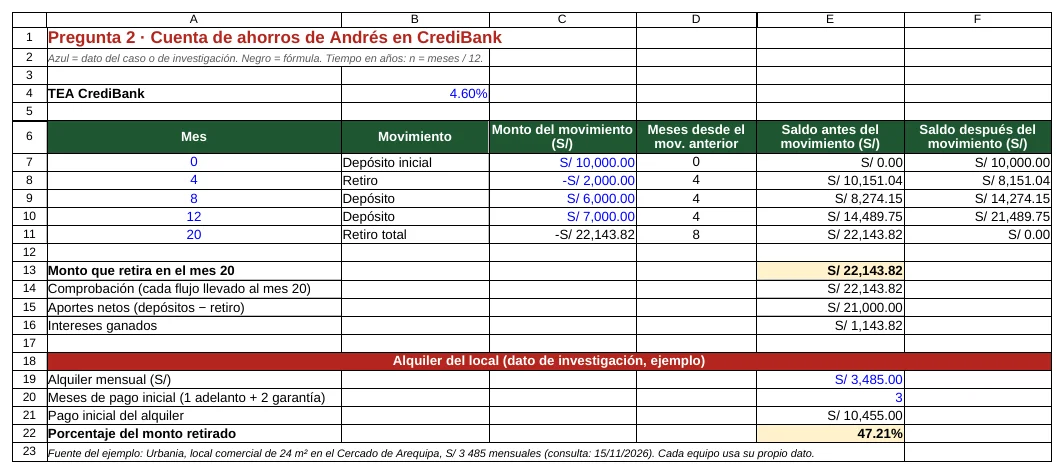 A B C D E F
1 Pregunta 2 · Cuenta de ahorros de Andrés en CrediBank
2 Azul = dato del caso o de investigación. Negro = fórmula. Tiempo en años: n = meses / 12.
3
4 TEA CrediBank 4.60%
5
6 Mes Movimiento Monto del movimiento (S/) Meses desde el mov. anterior Saldo antes del movimiento (S/) Saldo después del movimiento (S/)
7 0 Depósito inicial S/ 10,000.00 0 S/ 0.00 S/ 10,000.00
8 4 Retiro -S/ 2,000.00 4 S/ 10,151.04 S/ 8,151.04
9 8 Depósito S/ 6,000.00 4 S/ 8,274.15 S/ 14,274.15
10 12 Depósito S/ 7,000.00 4 S/ 14,489.75 S/ 21,489.75
11 20 Retiro total -S/ 22,143.82 8 S/ 22,143.82 S/ 0.00
12
13 Monto que retira en el mes 20 S/ 22,143.82
14 Comprobación (cada flujo llevado al mes 20) S/ 22,143.82
15 Aportes netos (depósitos − retiro) S/ 21,000.00
16 Intereses ganados S/ 1,143.82
17
18 Alquiler del local (dato de investigación, ejemplo)
19 Alquiler mensual (S/) S/ 3,485.00
20 Meses de pago inicial (1 adelanto + 2 garantía) 3
21 Pago inicial del alquiler S/ 10,455.00
22 Porcentaje del monto retirado 47.21%
23 Fuente del ejemplo: Urbania, local comercial de 24 m² en el Cercado de Arequipa, S/ 3 485 mensuales (consulta: 15/11/2026). Cada equipo usa su propio dato.